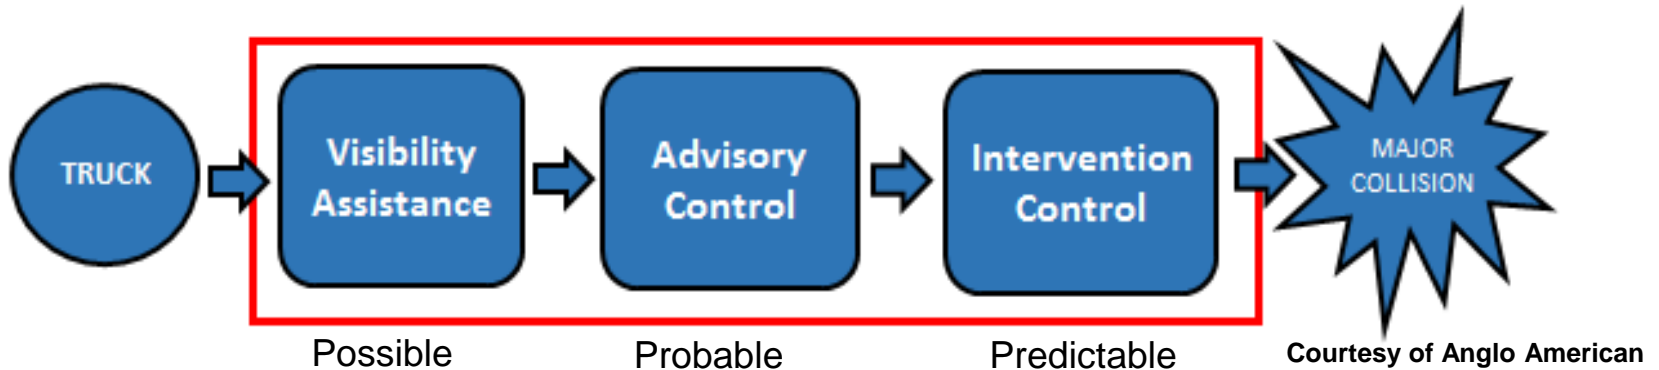 TRUCK
Visibility
Assistance
Advisory
Control
Intervention
Control
MAJOR
COLLISION
Possible
Probable
Predictable
Courtesy of Anglo American